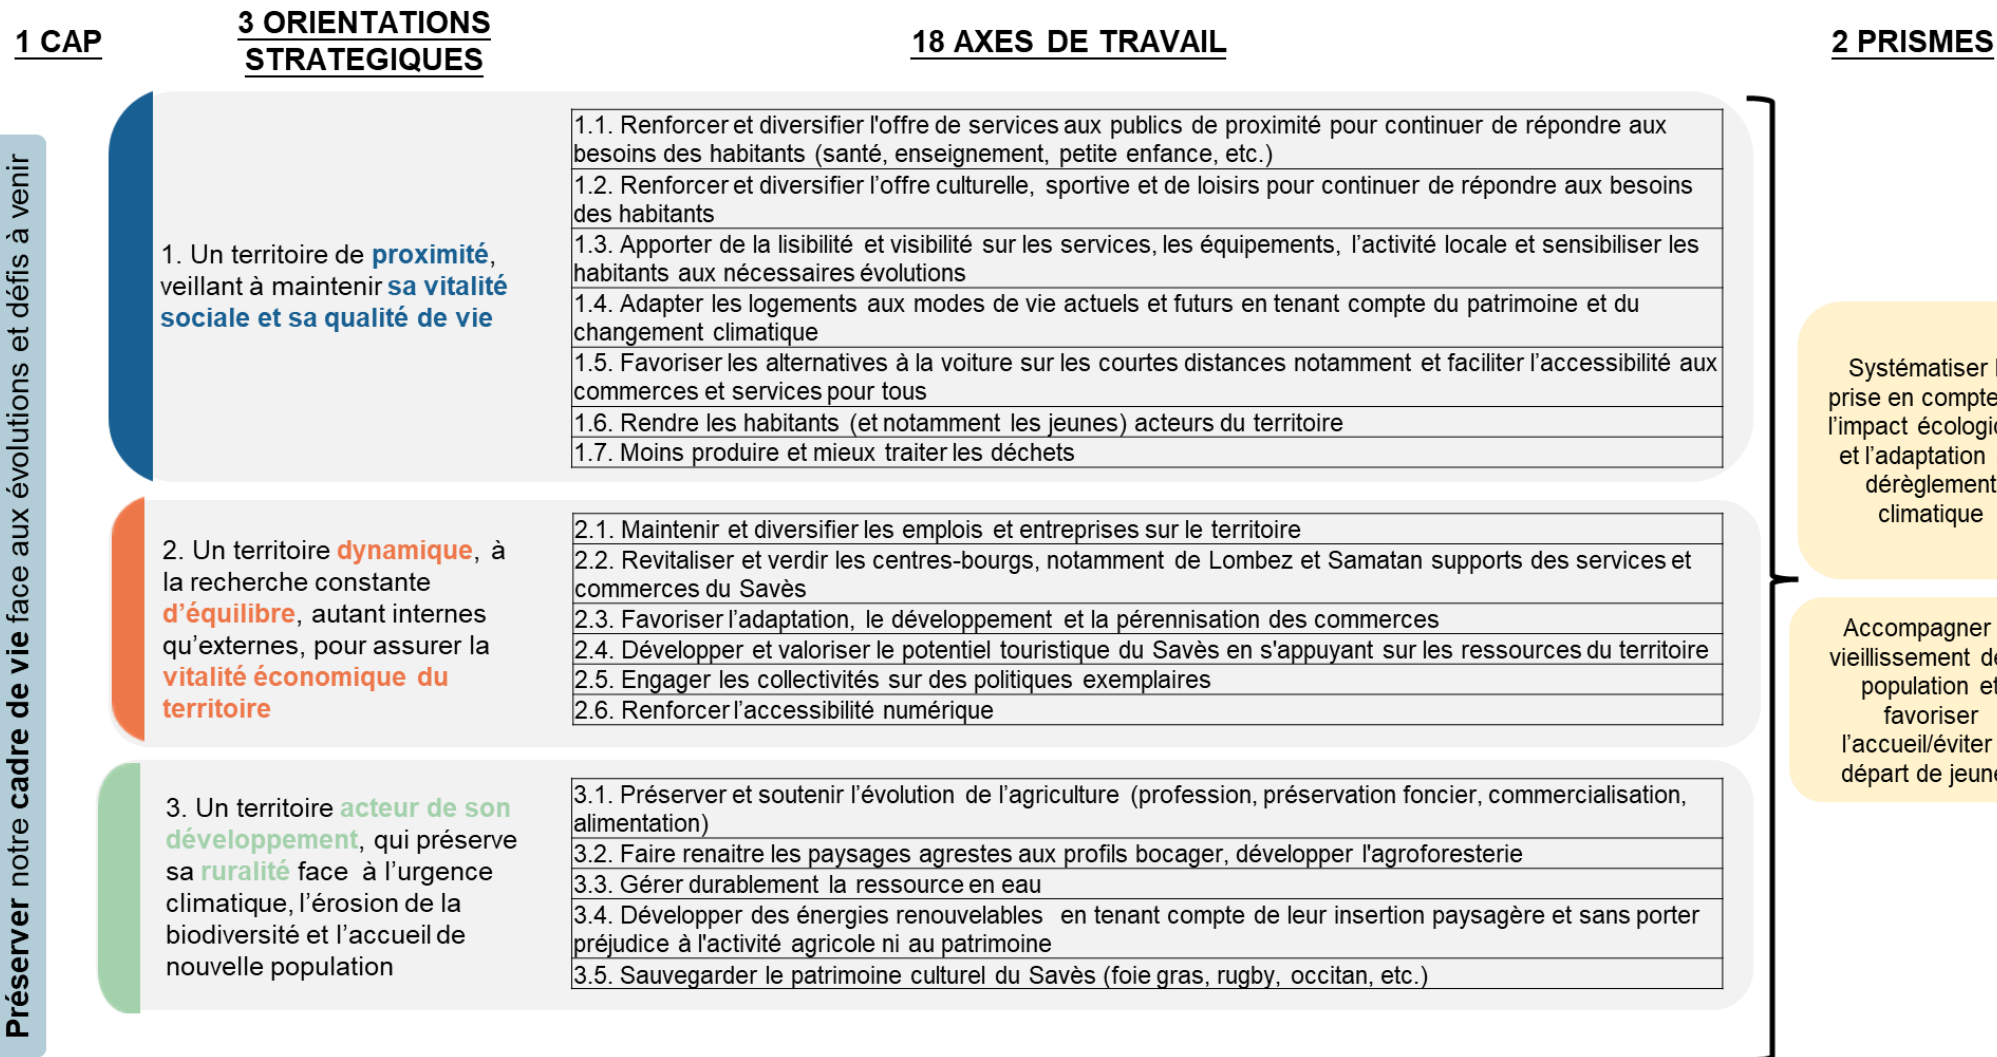 1 CAP
3 ORIENTATIONS
STRATEGIQUES
18 AXES DE TRAVAIL
2 PRISMES
Préserver notre cadre de vie face aux évolutions et défis à venir
1. Un territoire de proximité,
veillant à maintenir sa vitalité
sociale et sa qualité de vie
1.1. Renforcer et diversifier l'offre de services aux publics de proximité pour continuer de répondre aux
besoins des habitants (santé, enseignement, petite enfance, etc.)
1.2. Renforcer et diversifier l’offre culturelle, sportive et de loisirs pour continuer de répondre aux besoins
des habitants
1.3. Apporter de la lisibilité et visibilité sur les services, les équipements, l’activité locale et sensibiliser les
habitants aux nécessaires évolutions
1.4. Adapter les logements aux modes de vie actuels et futurs en tenant compte du patrimoine et du
changement climatique
1.5. Favoriser les alternatives à la voiture sur les courtes distances notamment et faciliter l’accessibilité aux
commerces et services pour tous
1.6. Rendre les habitants (et notamment les jeunes) acteurs du territoire
1.7. Moins produire et mieux traiter les déchets
2. Un territoire dynamique, à
la recherche constante
d’équilibre, autant internes
qu’externes, pour assurer la
vitalité économique du
territoire
2.1. Maintenir et diversifier les emplois et entreprises sur le territoire
2.2. Revitaliser et verdir les centres-bourgs, notamment de Lombez et Samatan supports des services et
commerces du Savès
2.3. Favoriser l’adaptation, le développement et la pérennisation des commerces
2.4. Développer et valoriser le potentiel touristique du Savès en s'appuyant sur les ressources du territoire
2.5. Engager les collectivités sur des politiques exemplaires
2.6. Renforcer l’accessibilité numérique
3. Un territoire acteur de son
développement, qui préserve
sa ruralité face à l’urgence
climatique, l’érosion de la
biodiversité et l’accueil de
nouvelle population
3.1. Préserver et soutenir l’évolution de l’agriculture (profession, préservation foncier, commercialisation,
alimentation)
3.2. Faire renaitre les paysages agrestes aux profils bocager, développer l'agroforesterie
3.3. Gérer durablement la ressource en eau
3.4. Développer des énergies renouvelables en tenant compte de leur insertion paysagère et sans porter
préjudice à l'activité agricole ni au patrimoine
3.5. Sauvegarder le patrimoine culturel du Savès (foie gras, rugby, occitan, etc.)
Systématiser
prise en compte
l’impact
et l’adaptation
dérèglement
climatique
Accompagner
vieillissement
population et
favoriser
l’accueil/éviter
départ de